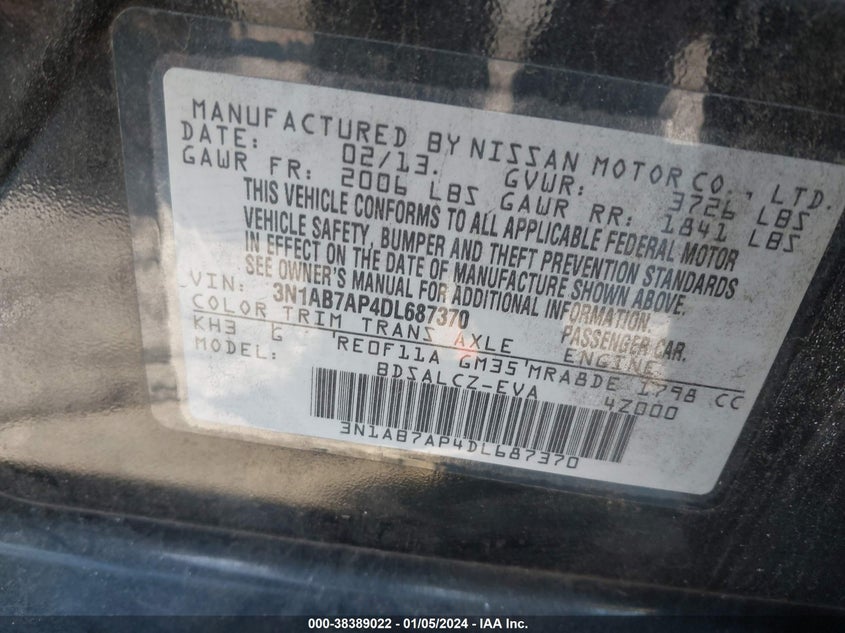 MANUFACTURED BY NISSAN MOTOR CO., LTD.
DATE: 02/13. GVWR: 3726 LBS
GAWR FR: 2006 LBS GAWR RR: 1841 LBS
THIS VEHICLE CONFORMS TO ALL APPLICABLE FEDERAL MOTOR
VEHICLE SAFETY, BUMPER AND THEFT PREVENTION STANDARDS
IN EFFECT ON THE DATE OF MANUFACTURE SHOWN ABOVE.
SEE OWNER'S MANUAL FOR ADDITIONAL INFORMATION.
VIN: 3N1AB7AP4DL687370 PASSENGER CAR.
COLOR TRIM TRANS AXLE ENGINE
KH3 G RE0F11A GM35 MRA8DE 1798 CC
MODEL: BDSALCZ-EVA 4Z000
3N1AB7AP4DL687370
000-38389022 - 01/05/2024 - IAA Inc.